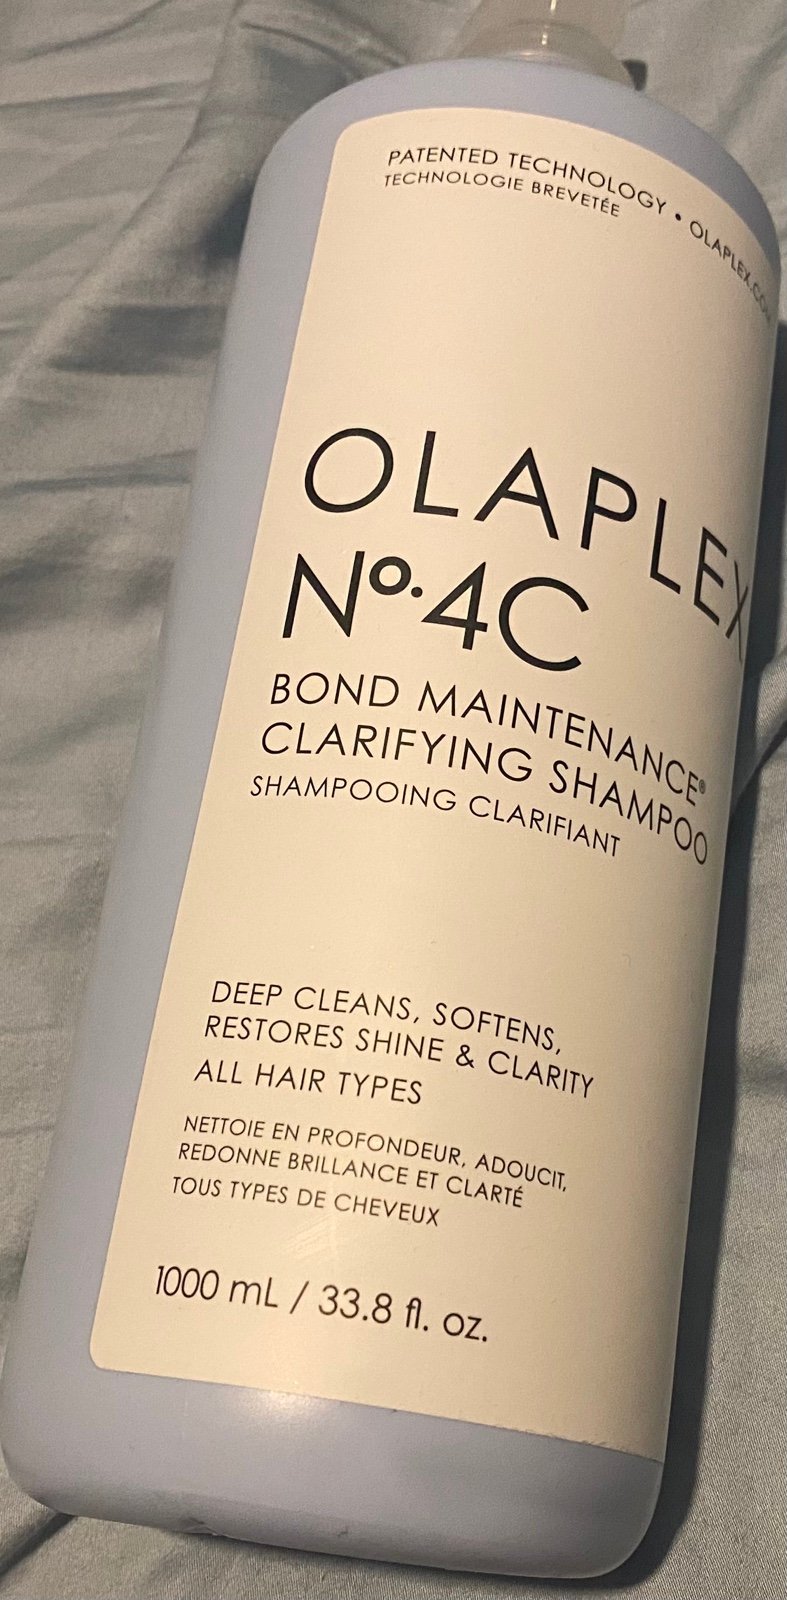 PATENTED TECHNOLOGY • OLAPLEX.COM
TECHNOLOGIE BREVETÉE
OLAPLEX
Nº.4C
BOND MAINTENANCE®
CLARIFYING SHAMPOO
SHAMPOOING CLARIFIANT
DEEP CLEANS, SOFTENS,
RESTORES SHINE & CLARITY
ALL HAIR TYPES
NETTOIE EN PROFONDEUR, ADOUCIT,
REDONNE BRILLANCE ET CLARTÉ
TOUS TYPES DE CHEVEUX
1000 mL / 33.8 fl. oz.